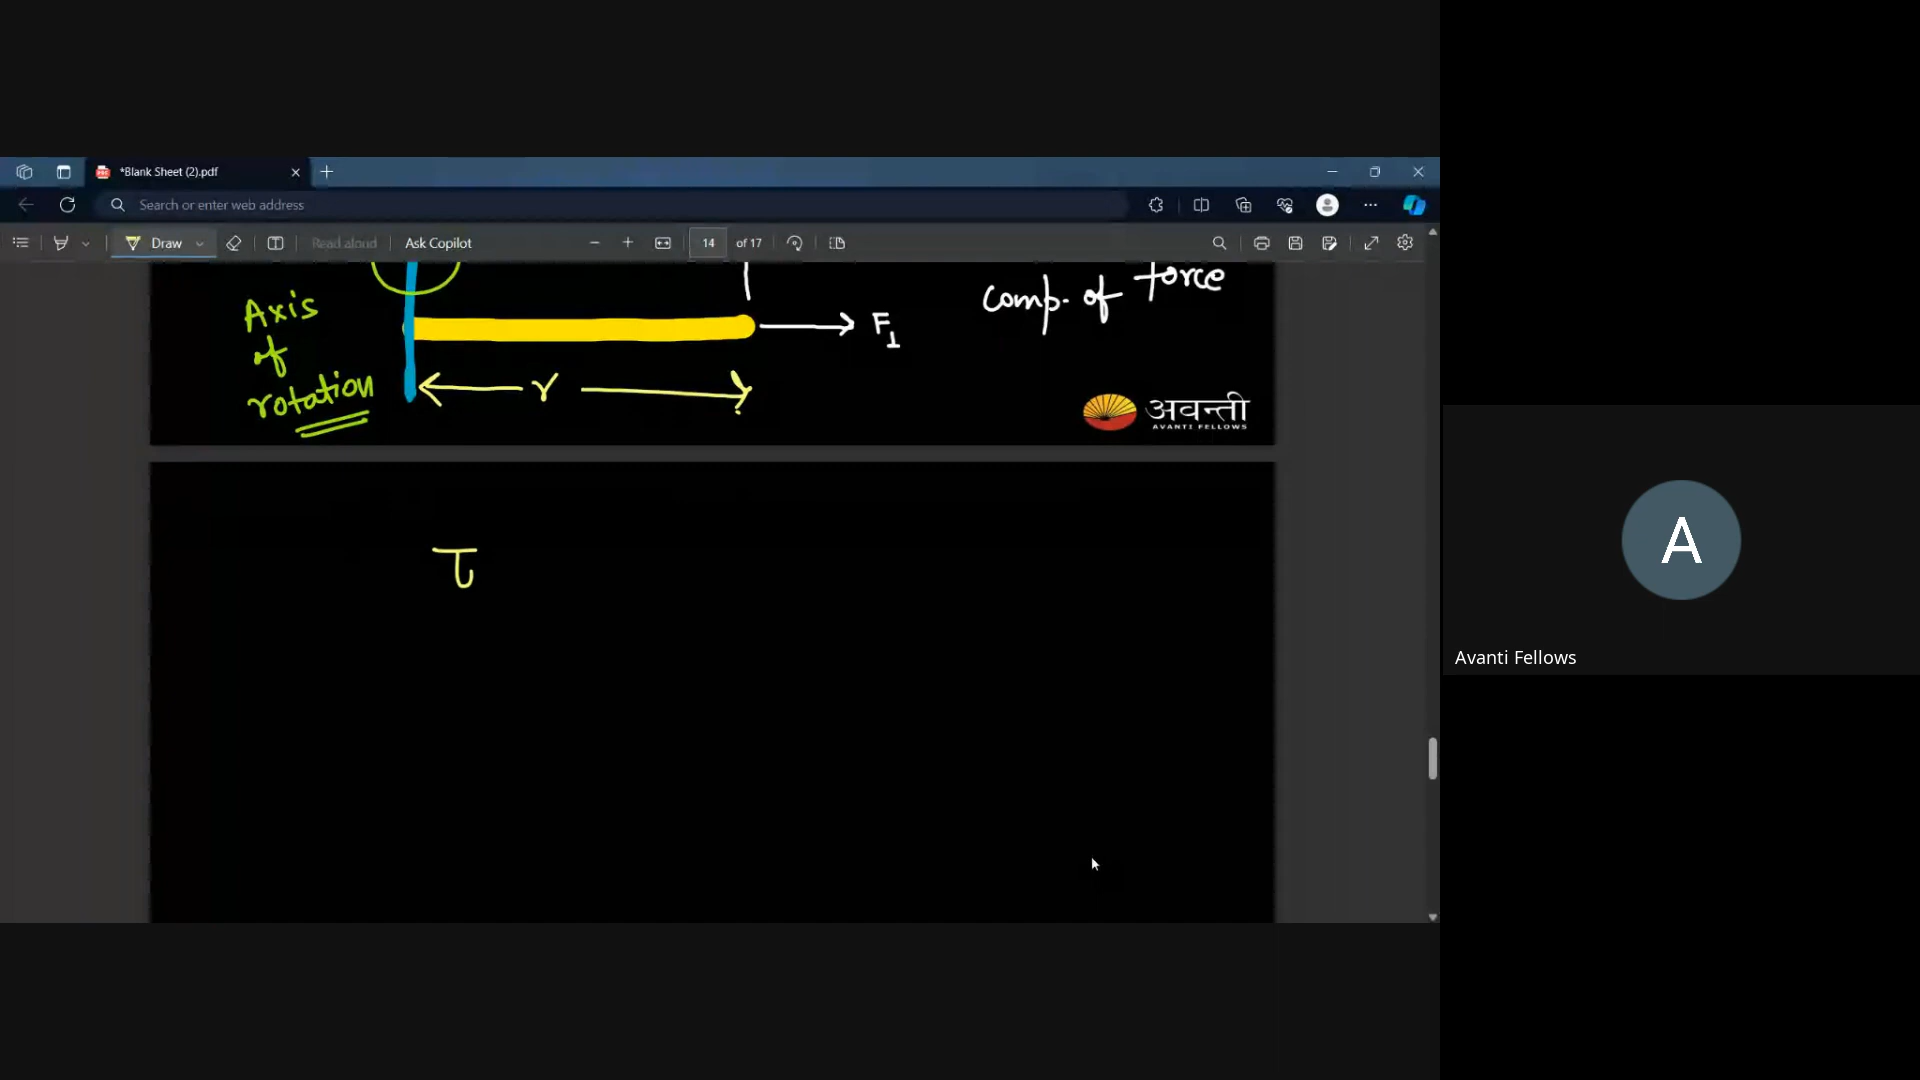 *Blank Sheet (2).pdf
Search or enter web address
Draw
Read aloud
Ask Copilot
14 of 17
comp. of force
Axis
of
rotation
F⊥
r
अवन्ती
AVANTI FELLOWS
τ
A
Avanti Fellows